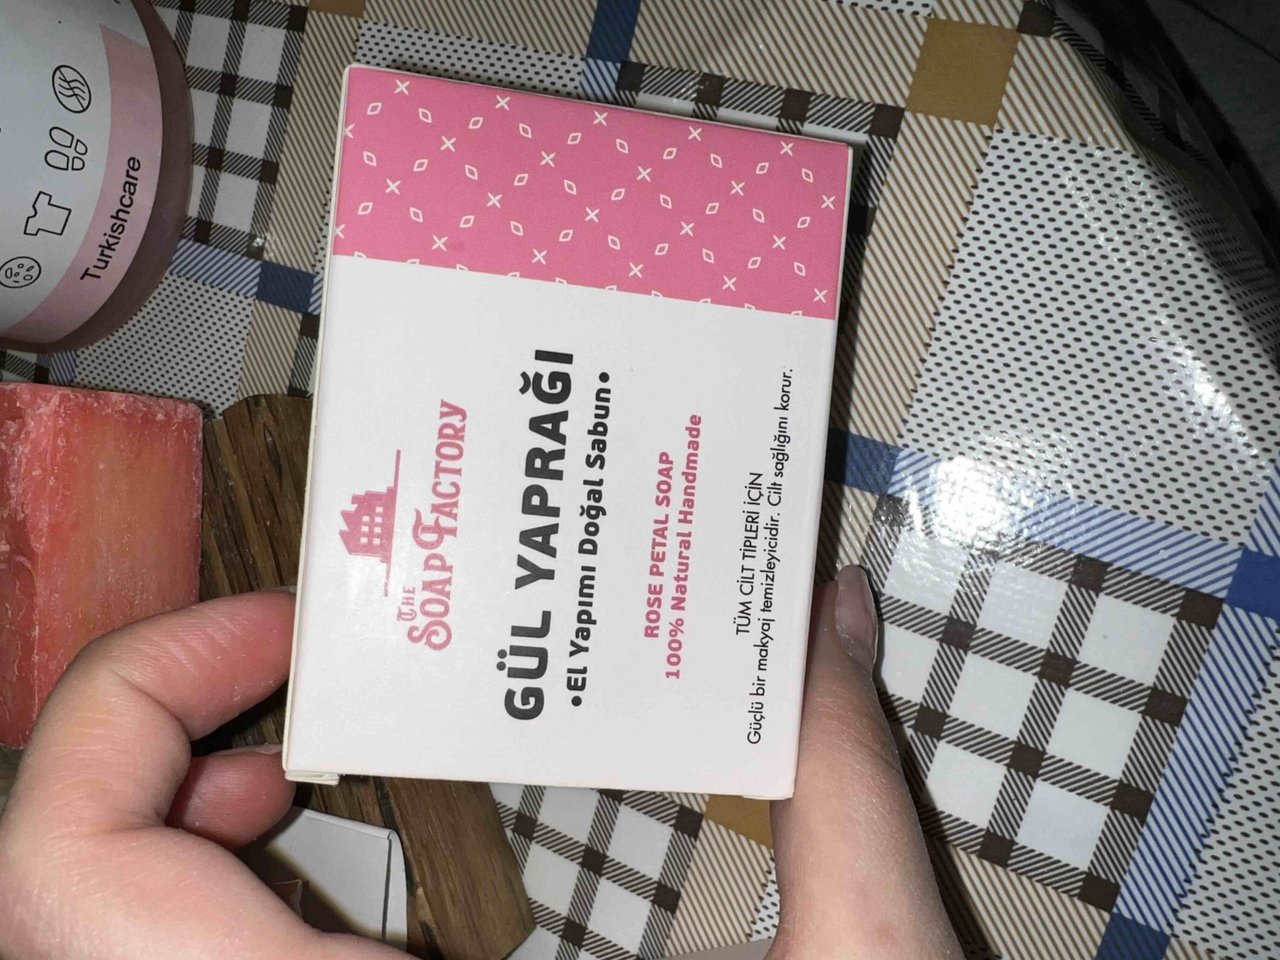 THE
SOAP FACTORY
GÜL YAPRAĞI
•El Yapımı Doğal Sabun•
ROSE PETAL SOAP
100% Natural Handmade
TÜM CİLT TİPLERİ İÇİN
Güçlü bir makyaj temizleyicidir. Cilt sağlığını korur.
Turkishcare